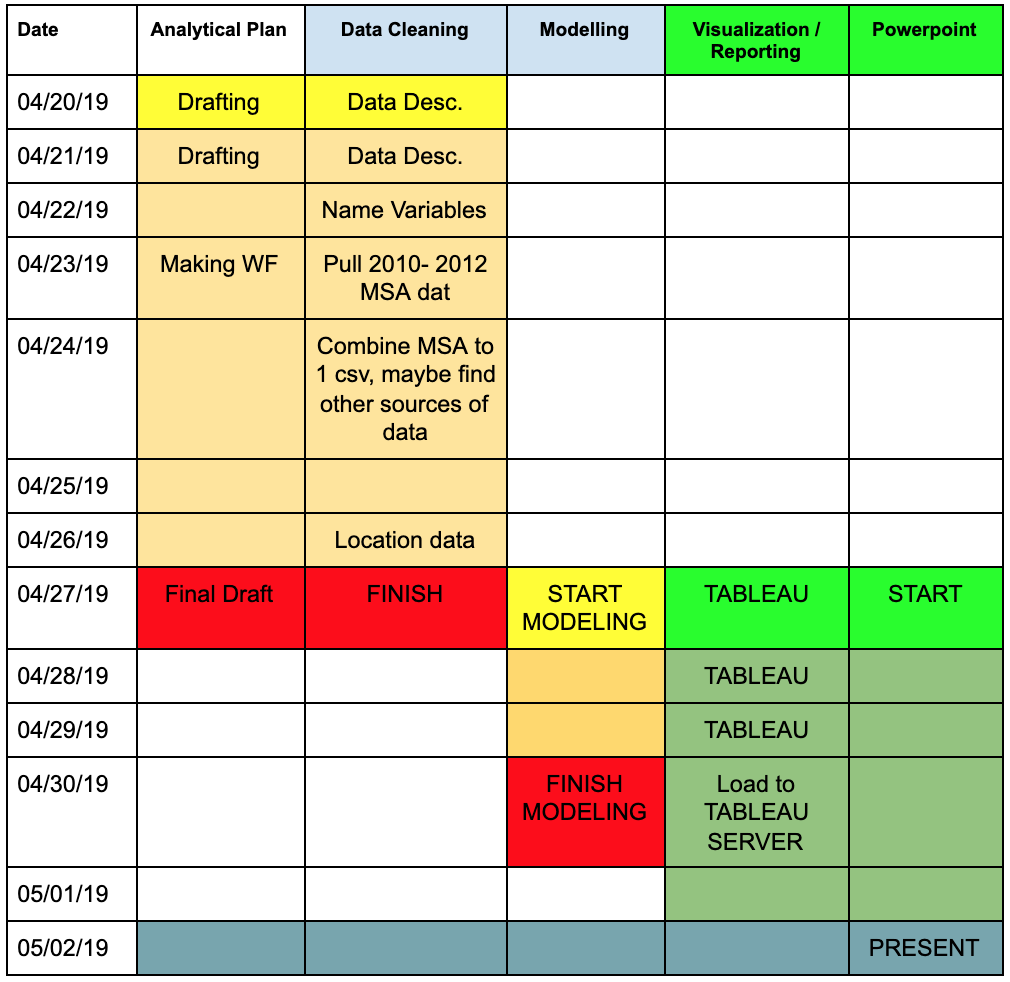 Date Analytical Plan Data Cleaning Modelling Visualization /
Reporting Powerpoint
04/20/19 Drafting Data Desc.
04/21/19 Drafting Data Desc.
04/22/19 Name Variables
04/23/19 Making WF Pull 2010- 2012
MSA dat
04/24/19 Combine MSA to
1 csv, maybe find
other sources of
data
04/25/19
04/26/19 Location data
04/27/19 Final Draft FINISH START TABLEAU START
MODELING
04/28/19 TABLEAU
04/29/19 TABLEAU
04/30/19 FINISH Load to
MODELING TABLEAU
SERVER
05/01/19
05/02/19 PRESENT